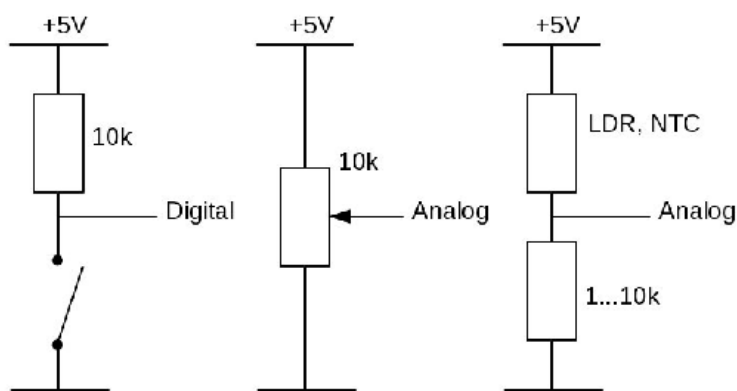 +5V
+5V
+5V
10k
Digital
10k
Analog
LDR, NTC
Analog
1...10k